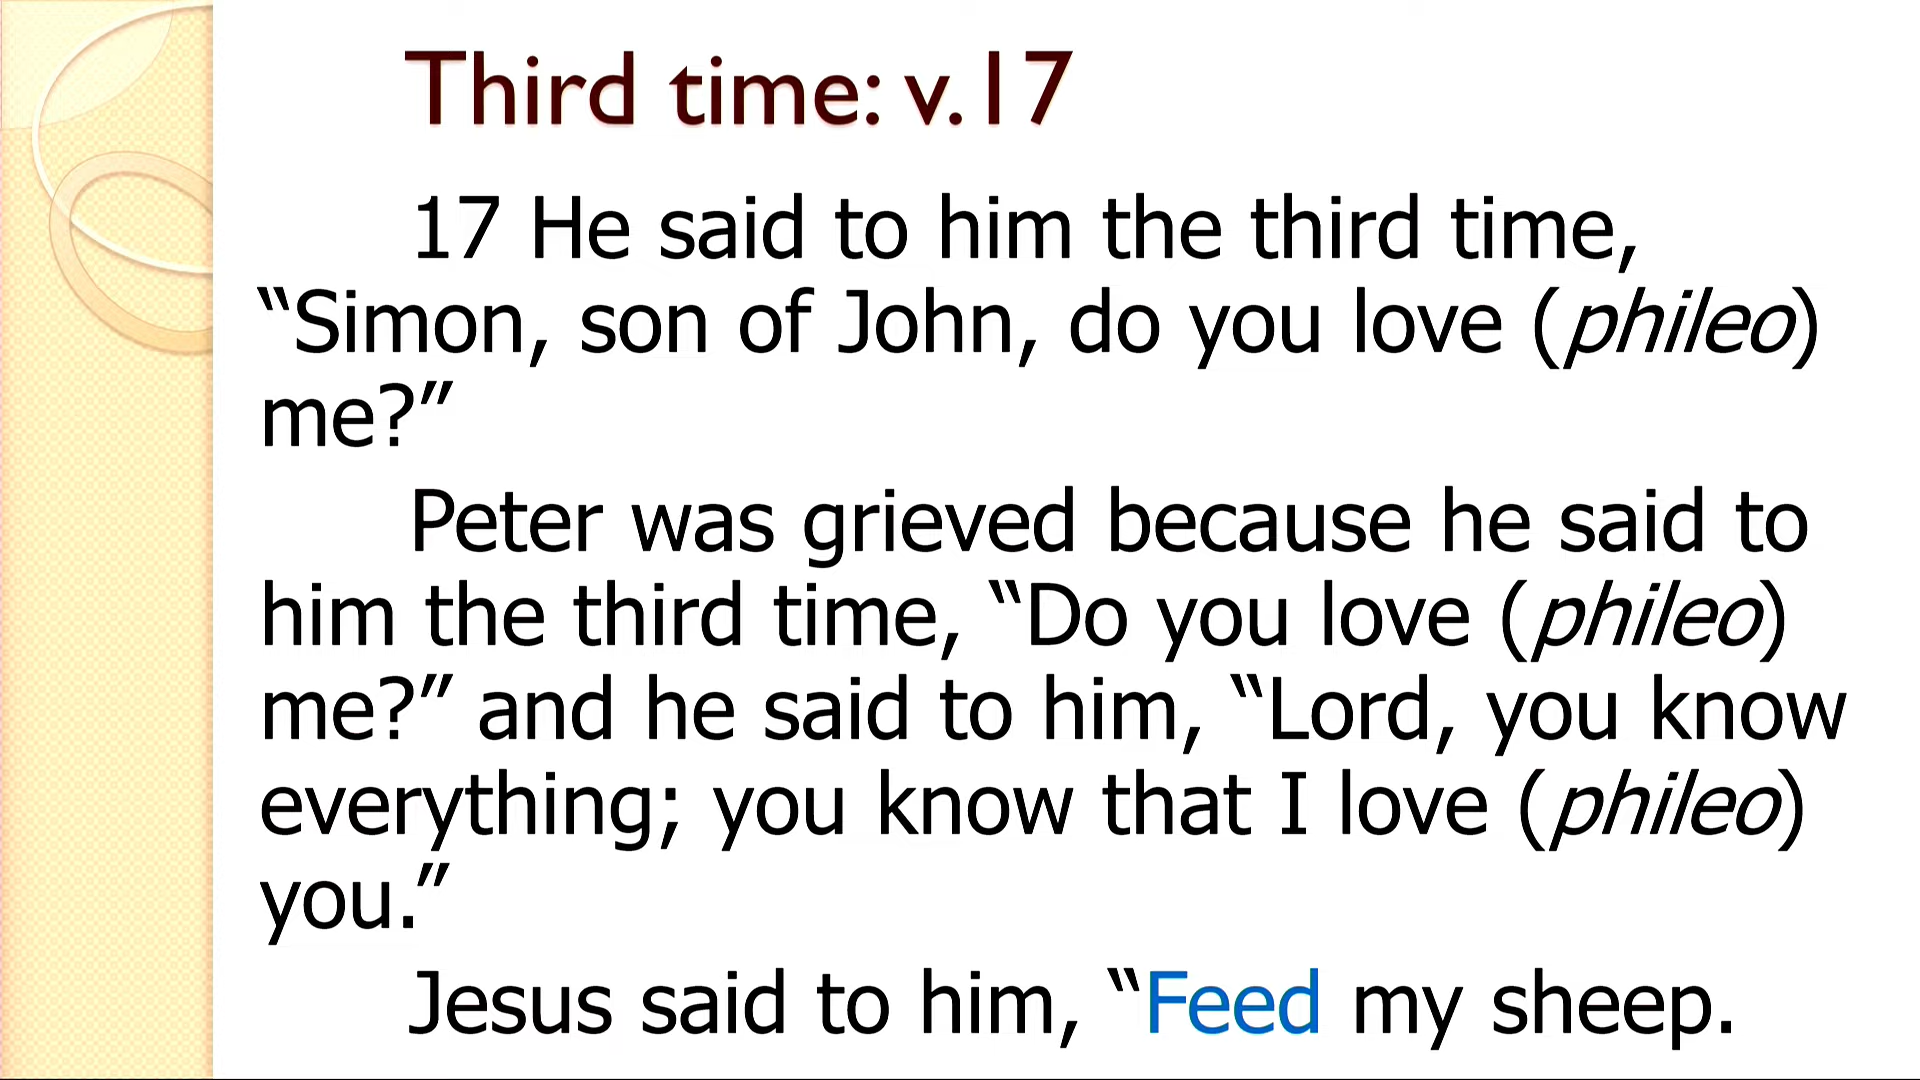 Third time: v.17
17 He said to him the third time,
“Simon, son of John, do you love (phileo)
me?”
Peter was grieved because he said to
him the third time, “Do you love (phileo)
me?” and he said to him, “Lord, you know
everything; you know that I love (phileo)
you.”
Jesus said to him, “Feed my sheep.